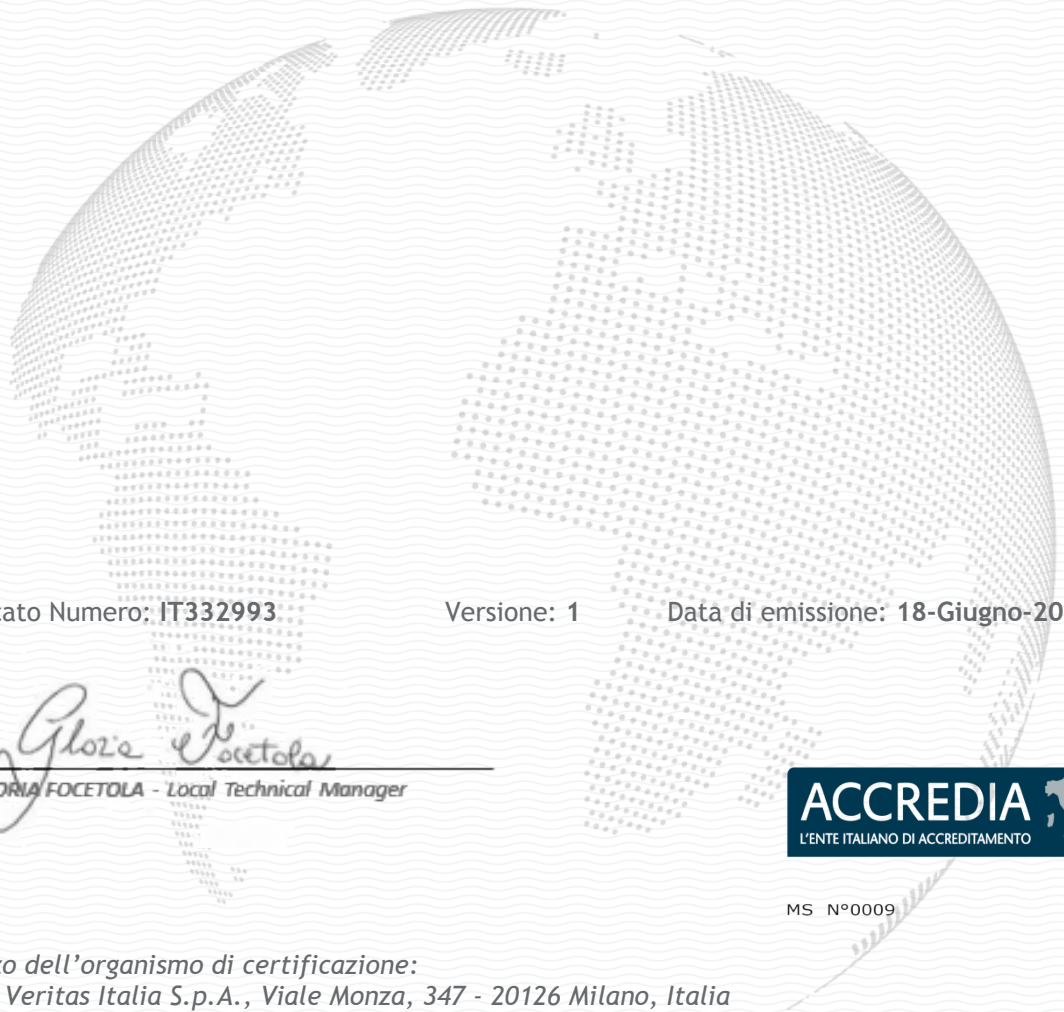 ato Numero: IT332993 Versione: 1 Data di emissione: 18-Giugno-20
Gloria Focetola
ORIA FOCETOLA - Local Technical Manager
ACCREDIA
L'ENTE ITALIANO DI ACCREDITAMENTO
MS N°0009
o dell'organismo di certificazione:
Veritas Italia S.p.A., Viale Monza, 347 - 20126 Milano, Italia